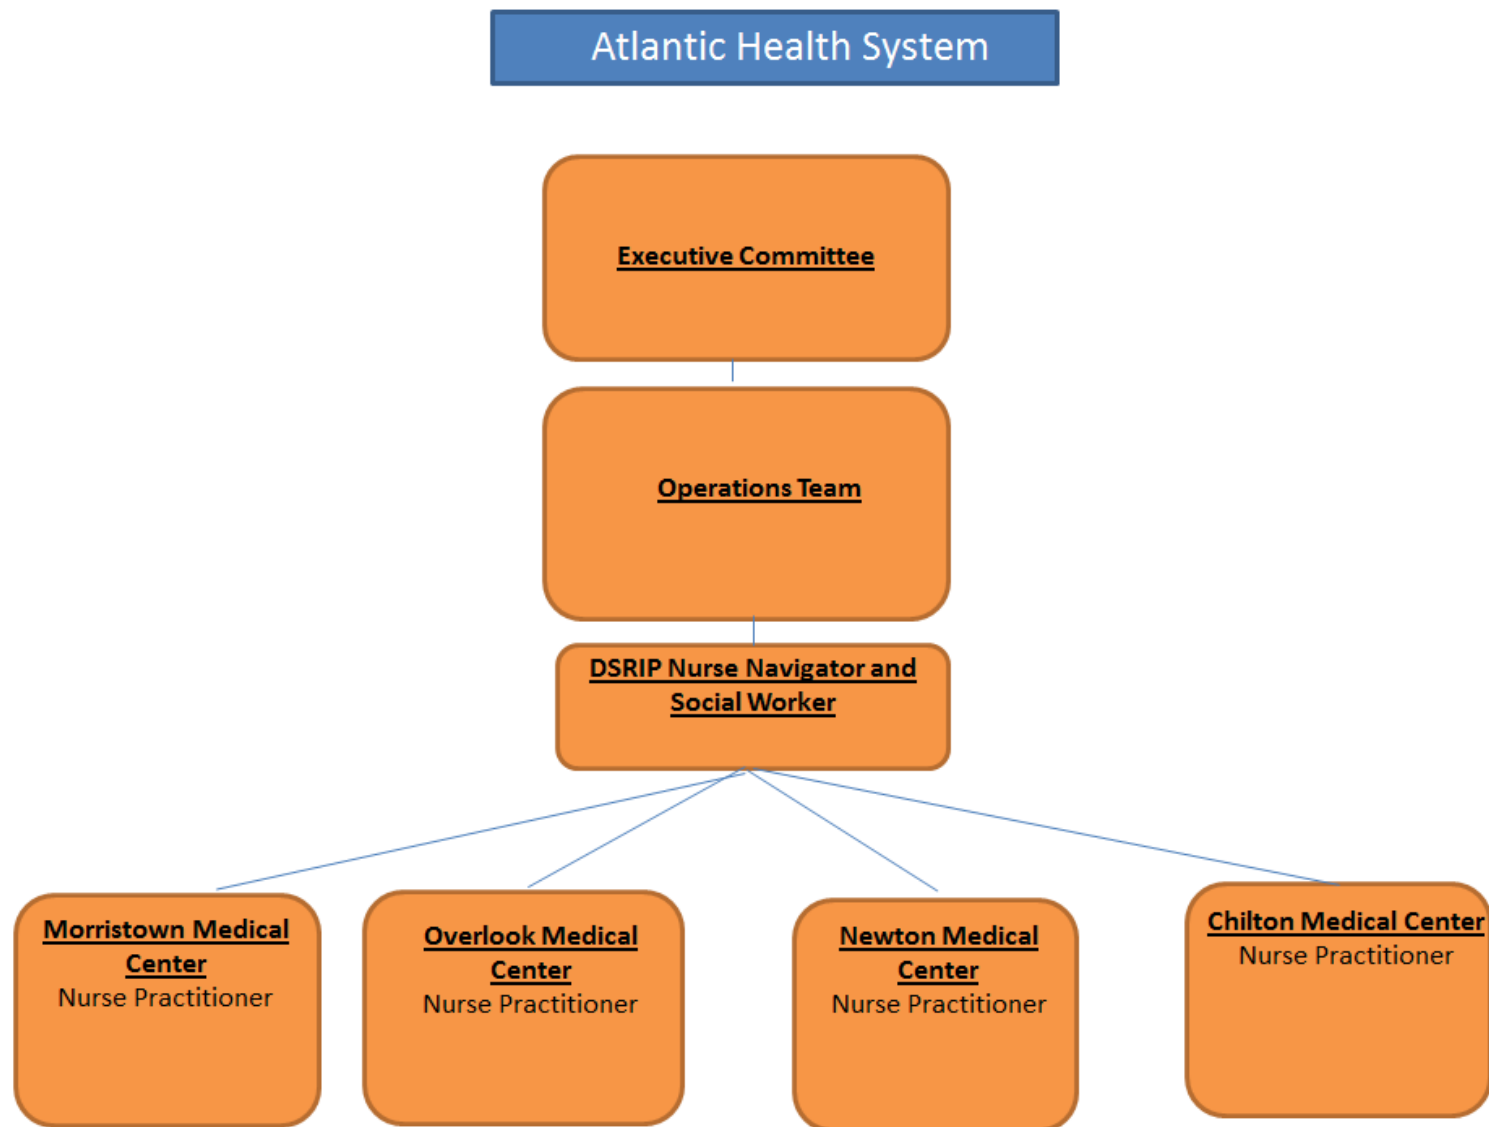 Atlantic Health System
Executive Committee
Operations Team
DSRIP Nurse Navigator and
Social Worker
Morristown Medical
Center
Nurse Practitioner
Overlook Medical
Center
Nurse Practitioner
Newton Medical
Center
Nurse Practitioner
Chilton Medical Center
Nurse Practitioner